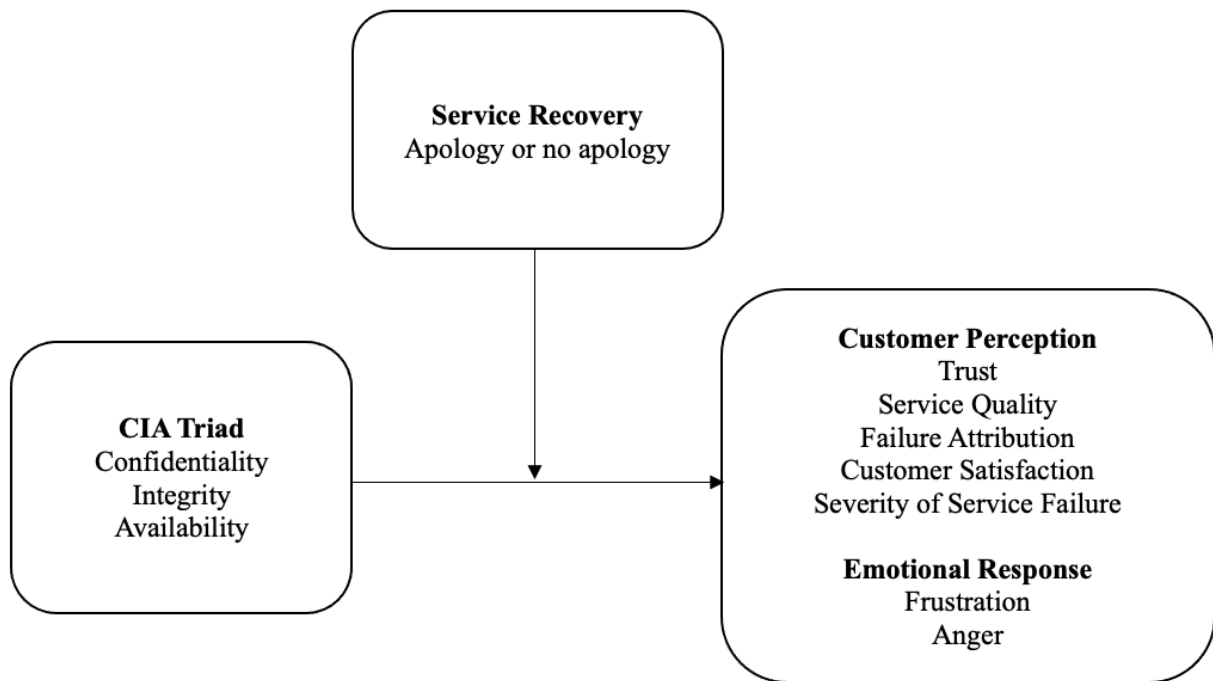 Service Recovery
Apology or no apology
CIA Triad
Confidentiality
Integrity
Availability
Customer Perception
Trust
Service Quality
Failure Attribution
Customer Satisfaction
Severity of Service Failure
Emotional Response
Frustration
Anger